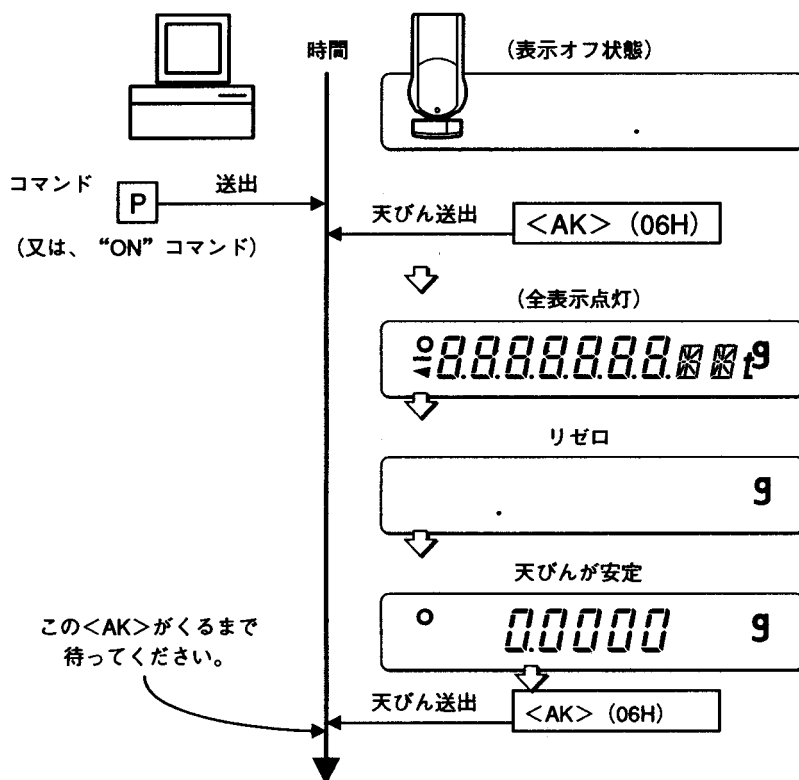 時間
(表示オフ状態)
コマンド
P
送出
天びん送出
<AK> (06H)
(又は、“ON”コマンド)
(全表示点灯)
8.8.8.8.8.8.8. t g
リゼロ
g
天びんが安定
0.0000 g
このくAK>がくるまで
待ってください。
天びん送出
<AK> (06H)